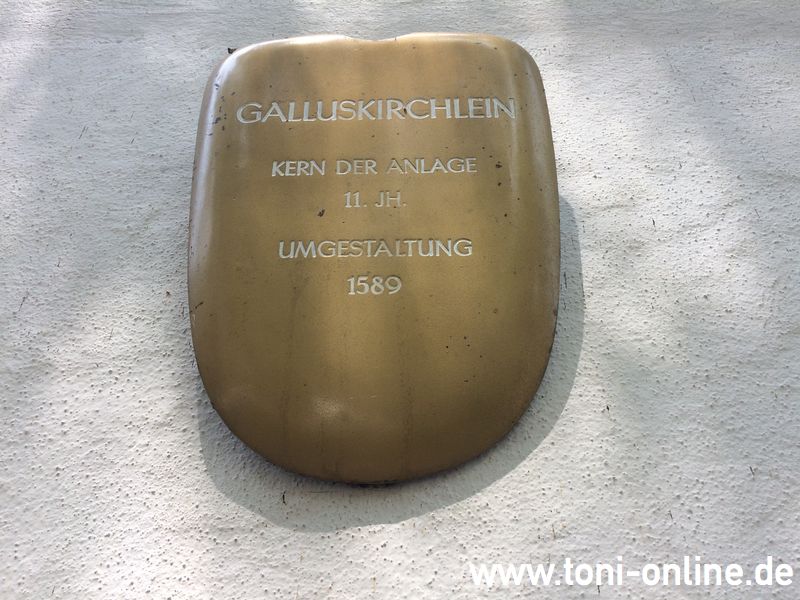 GALLUSKIRCHLEIN
KERN DER ANLAGE
11. JH.
UMGESTALTUNG
1589
www.toni-online.de